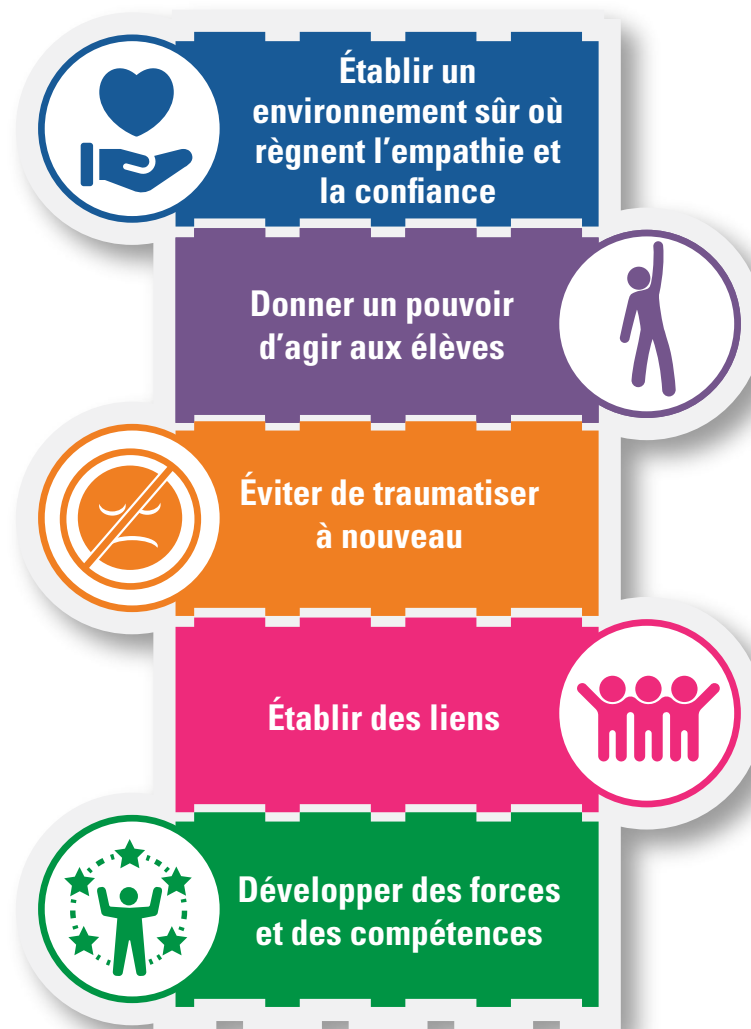 Établir un
environnement sûr où
règnent l’empathie et
la confiance
Donner un pouvoir
d’agir aux élèves
Éviter de traumatiser
à nouveau
Établir des liens
Développer des forces
et des compétences